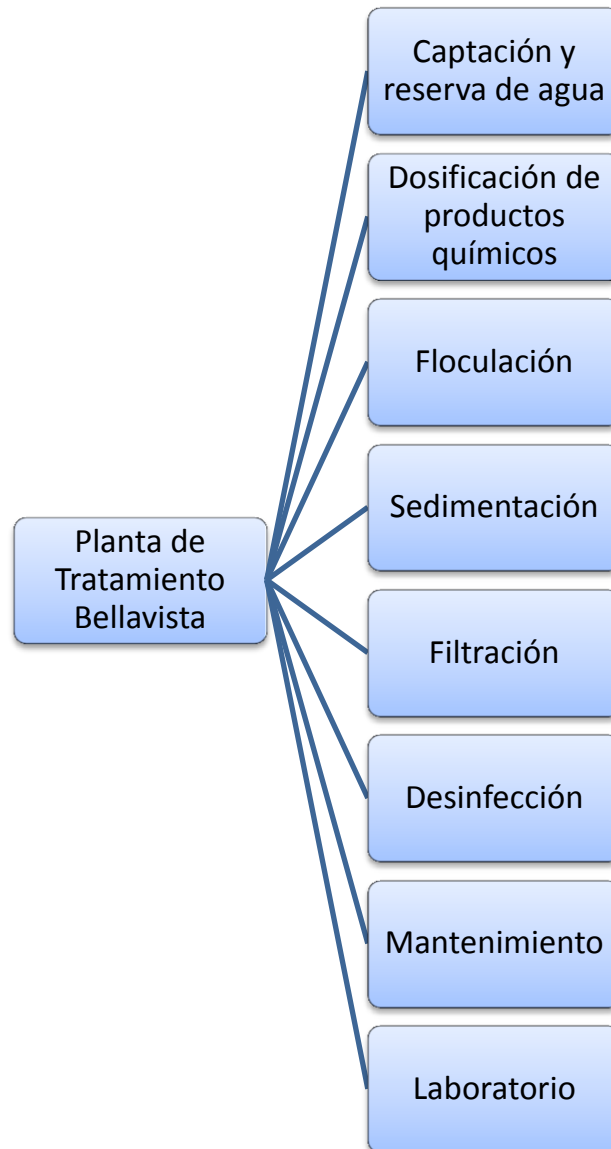 Captación y
reserva de agua
Dosificación de
productos
químicos
Floculación
Sedimentación
Planta de
Tratamiento
Bellavista
Filtración
Desinfección
Mantenimiento
Laboratorio